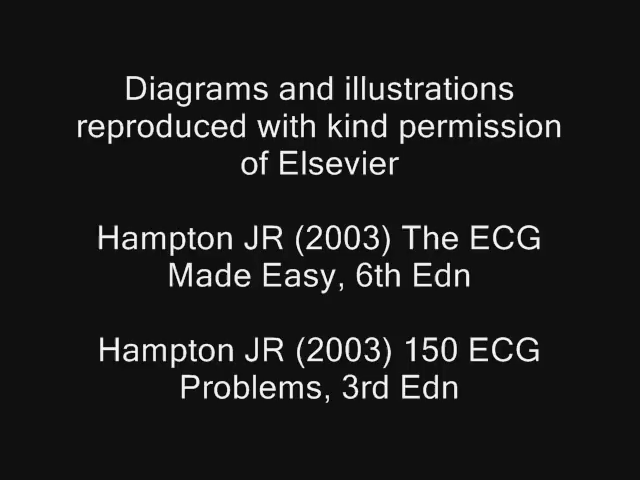 Diagrams and illustrations
reproduced with kind permission
of Elsevier
Hampton JR (2003) The ECG
Made Easy, 6th Edn
Hampton JR (2003) 150 ECG
Problems, 3rd Edn